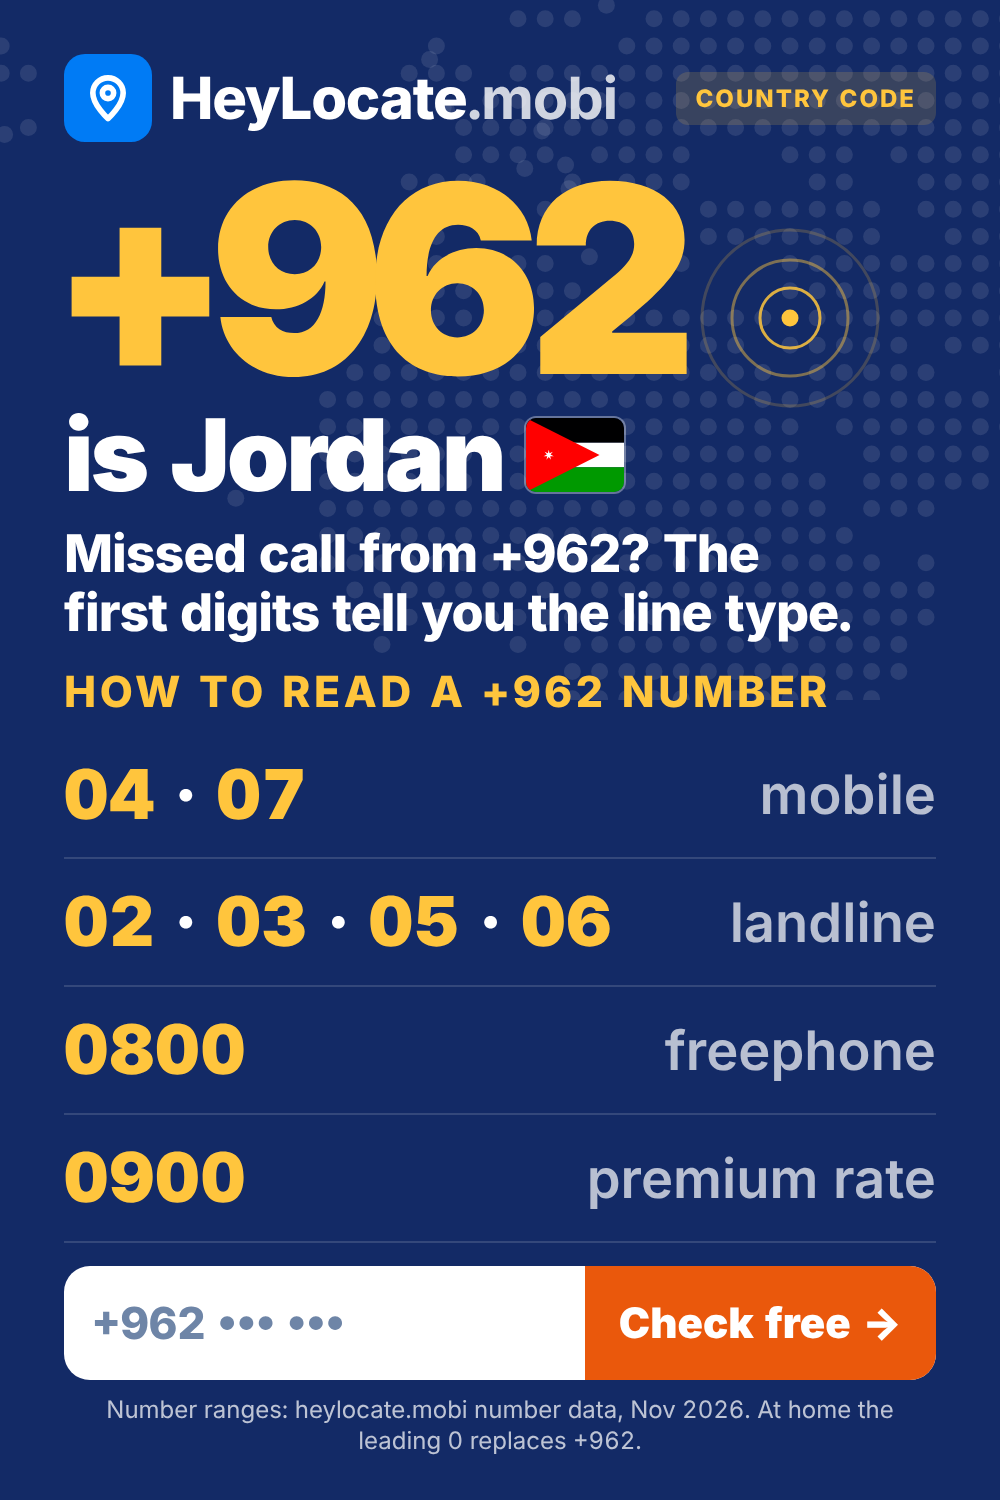 HeyLocate.mobi
COUNTRY CODE
+962
is Jordan
Missed call from +962? The
first digits tell you the line type.
HOW TO READ A +962 NUMBER
04 · 07 mobile
02 · 03 · 05 · 06 landline
0800 freephone
0900 premium rate
+962 ••• •••
Check free →
Number ranges: heylocate.mobi number data, Nov 2026. At home the
leading 0 replaces +962.